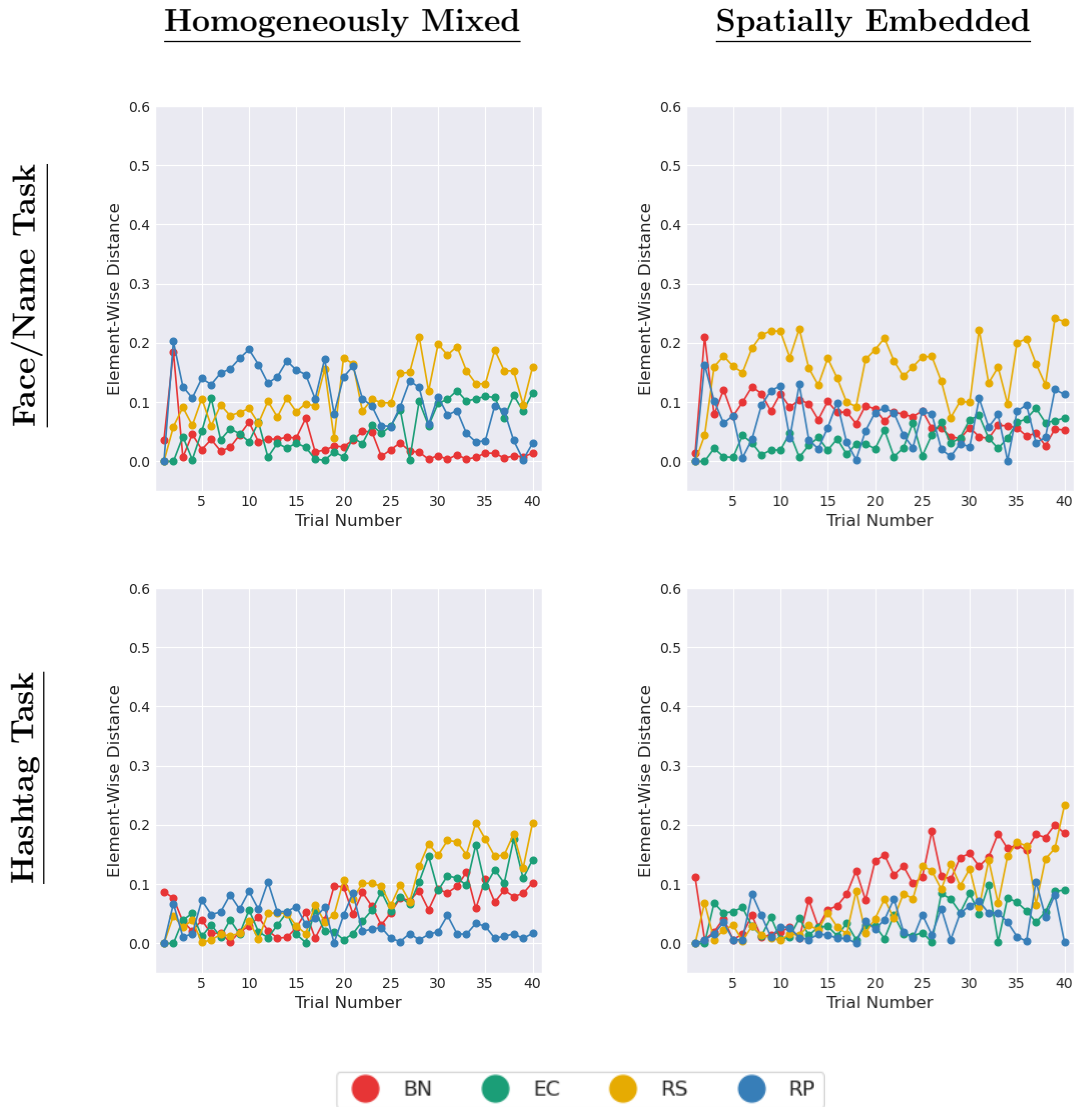 Homogeneously Mixed
Spatially Embedded
Face/Name Task
Element-Wise Distance
0.6
0.5
0.4
0.3
0.2
0.1
0.0
5 10 15 20 25 30 35 40
Trial Number
Element-Wise Distance
0.6
0.5
0.4
0.3
0.2
0.1
0.0
5 10 15 20 25 30 35 40
Trial Number
Hashtag Task
Element-Wise Distance
0.6
0.5
0.4
0.3
0.2
0.1
0.0
5 10 15 20 25 30 35 40
Trial Number
Element-Wise Distance
0.6
0.5
0.4
0.3
0.2
0.1
0.0
5 10 15 20 25 30 35 40
Trial Number
BN EC RS RP